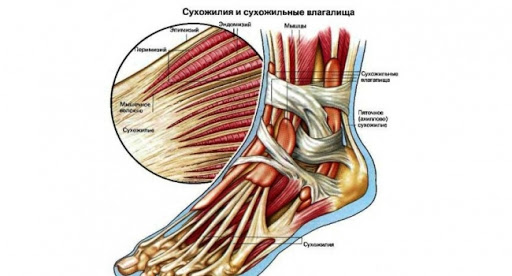 Сухожилия и сухожильные влагалища
Эпимизий
Эндомизий
Мышцы
Перимизий
Мышечное
волокно
Сухожилие
Сухожильные
влагалища
Пяточное
(ахиллово)
сухожилие
Сухожилия